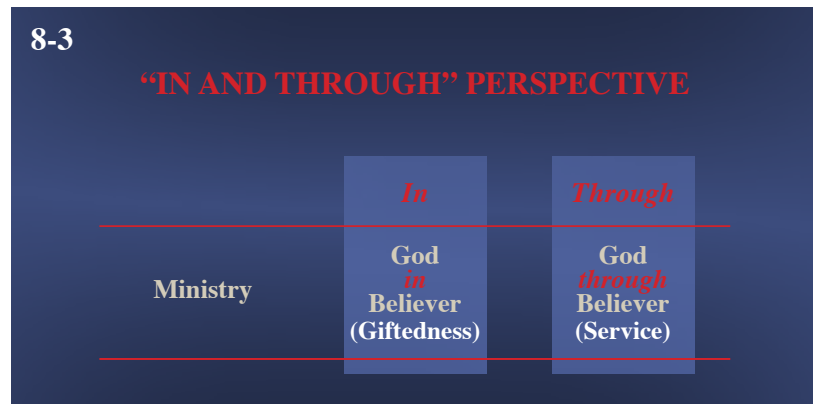 8-3
“IN AND THROUGH” PERSPECTIVE
In Through
God God
in through
Ministry
Believer Believer
(Giftedness) (Service)